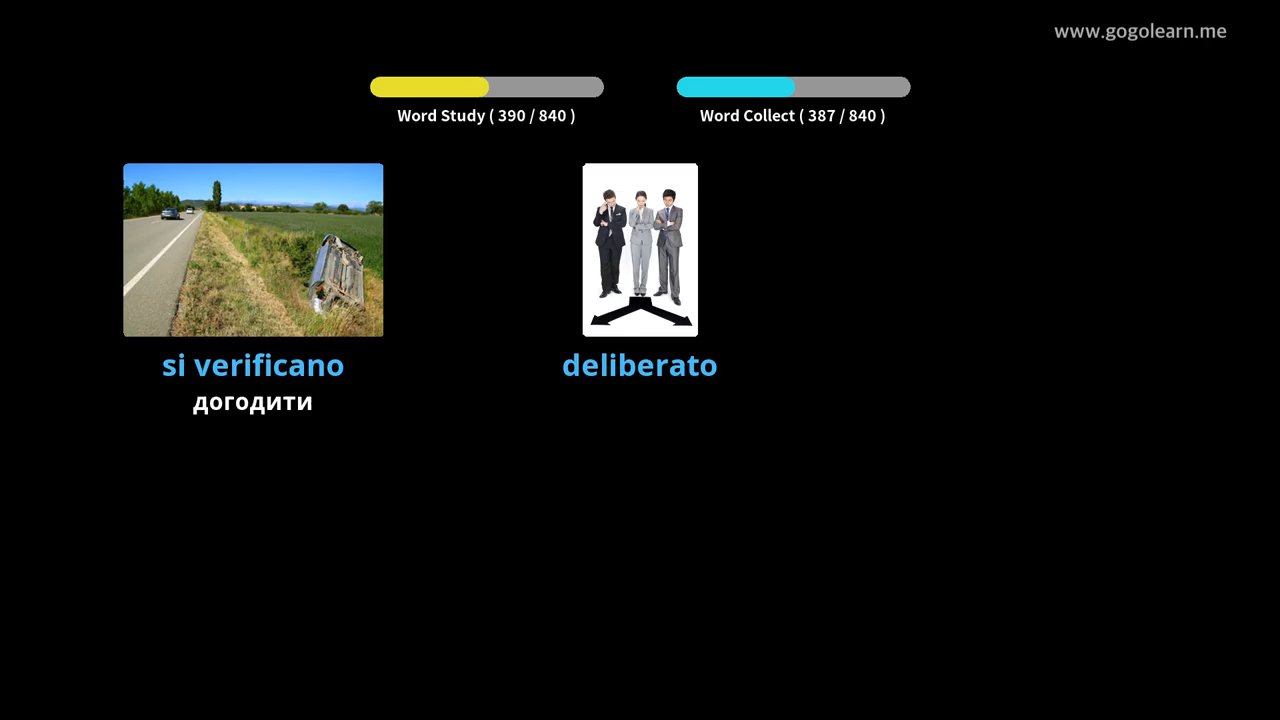 www.gogolearn.me
Word Study ( 390 / 840 )
Word Collect ( 387 / 840 )
si verificano
догодити
deliberato